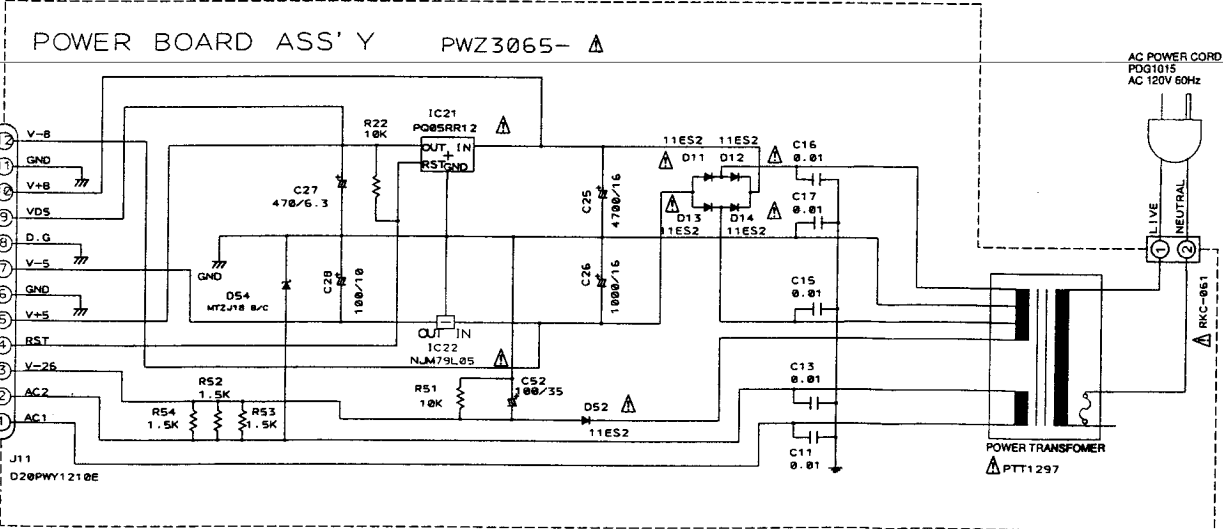 POWER BOARD ASS'Y PWZ3065-
AC POWER CORD
PDG1015
AC 120V 60Hz
LIVE
NEUTRAL
1
2
RKC-061
V-8
GND
V+8
VDS
D.G
V-5
GND
V+5
RST
V-26
AC2
AC1
J11
D20PWY1210E
R22
10K
IC21
PQ05RR12
OUT IN
RST GND
+
C27
470/6.3
GND
D54
MTZJ18 B/C
C28
100/10
-
OUT IN
IC22
NJM79L05
C25
4700/16
C26
1000/16
11ES2 11ES2
D11 D12
D13 D14
11ES2 11ES2
C16
0.01
C17
0.01
C15
0.01
C13
0.01
C11
0.01
R52
1.5K
R54
1.5K
R53
1.5K
R51
10K
C52
100/35
D52
11ES2
POWER TRANSFOMER
PTT1297